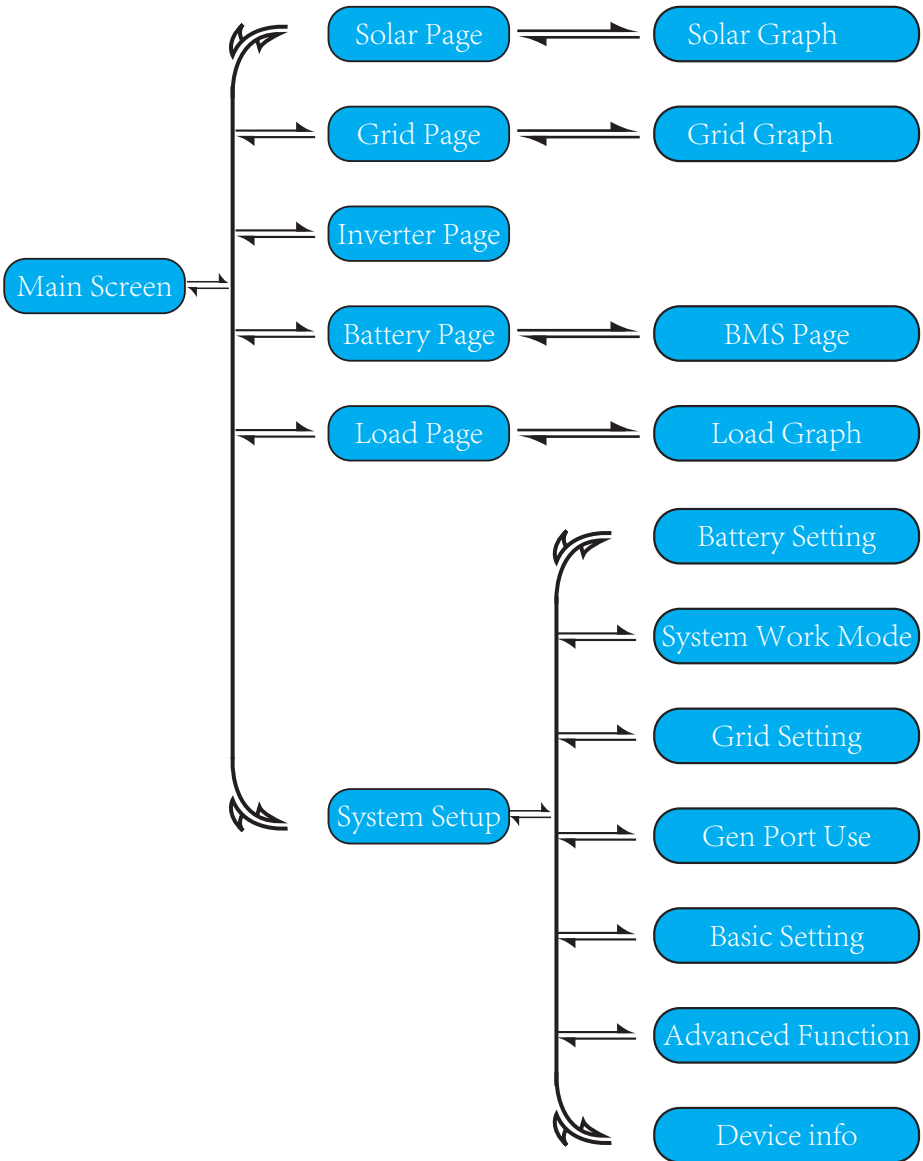 Solar Page
Solar Graph
Grid Page
Grid Graph
Inverter Page
Main Screen
Battery Page
BMS Page
Load Page
Load Graph
Battery Setting
System Work Mode
Grid Setting
System Setup
Gen Port Use
Basic Setting
Advanced Function
Device info